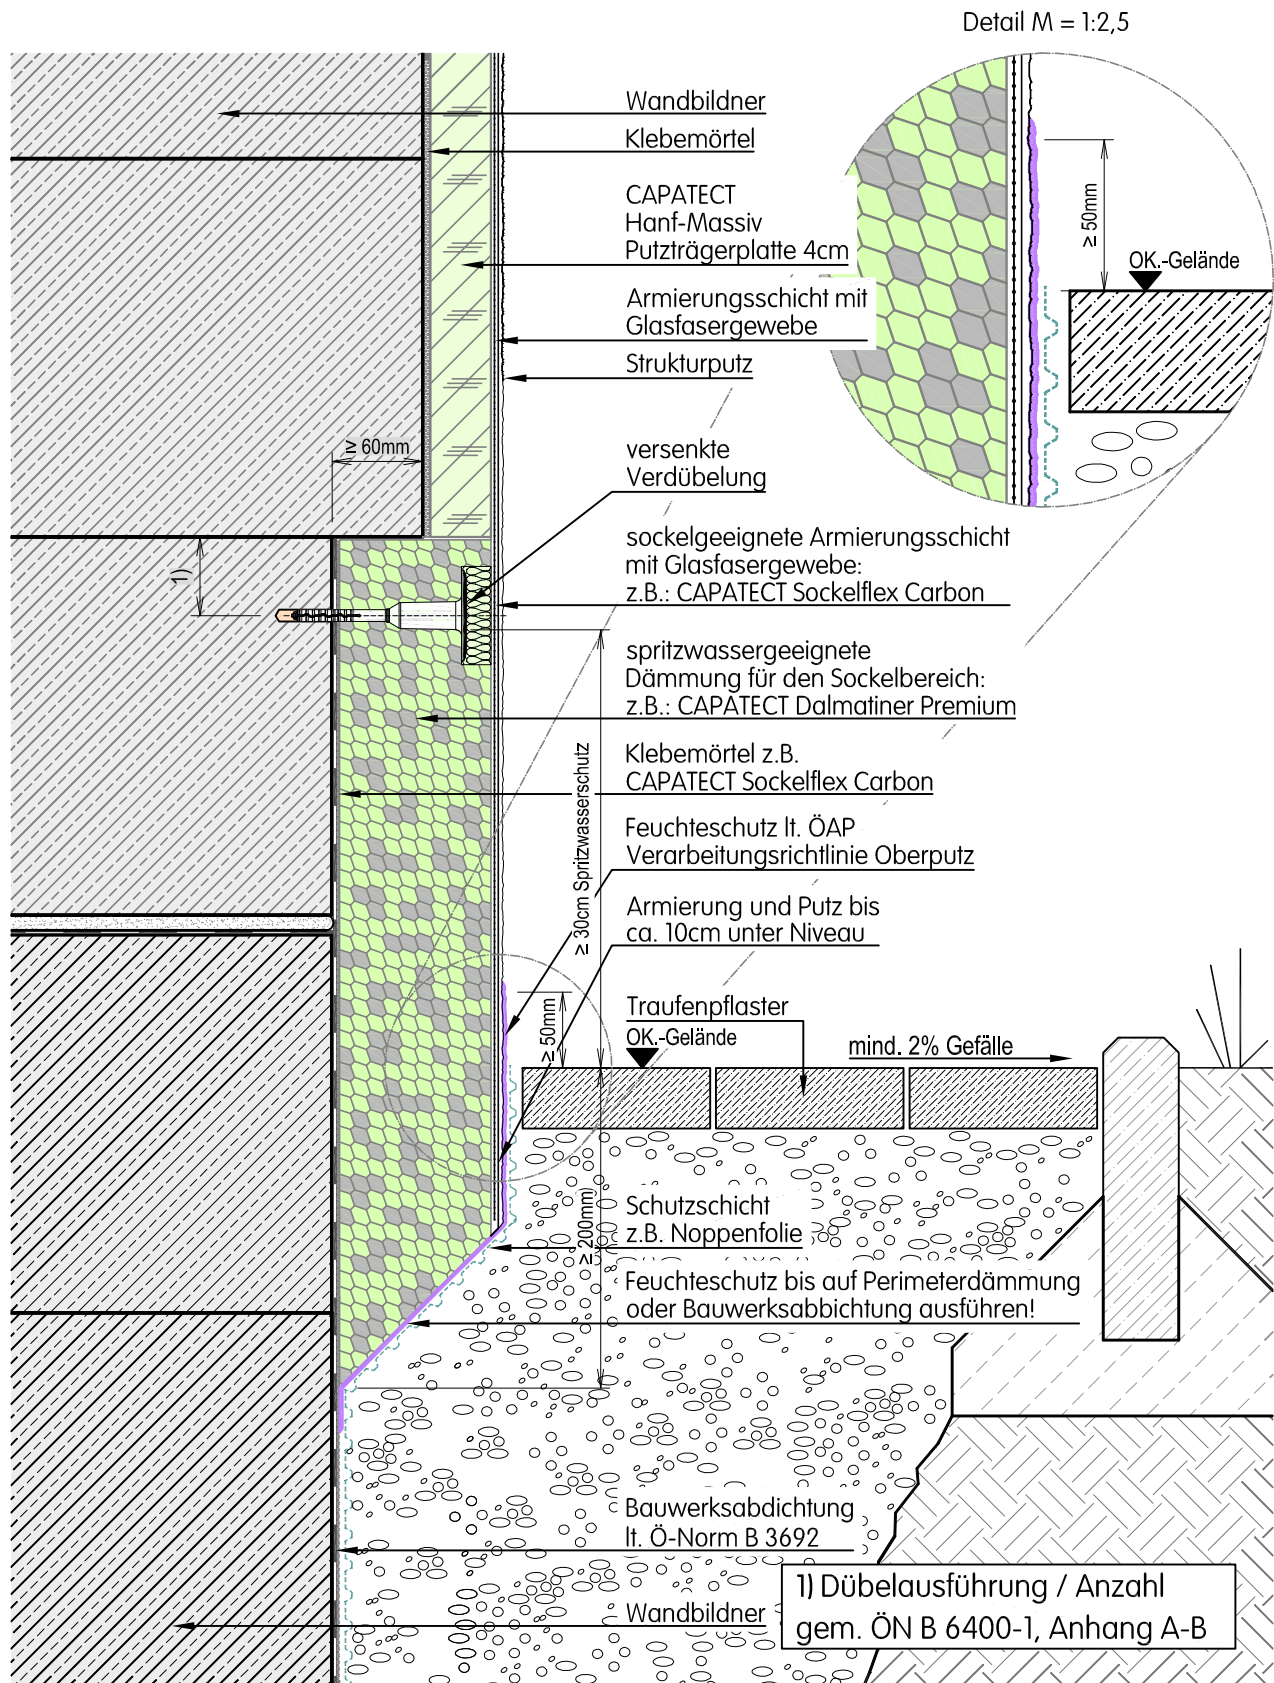 Detail M = 1:2,5
Wandbildner
Klebemörtel
CAPATECT
Hanf-Massiv
Putzträgerplatte 4cm
Armierungsschicht mit
Glasfasergewebe
Strukturputz
≥ 50mm
OK.-Gelände
≥ 60mm
versenkte
Verdübelung
1)
sockelgeeignete Armierungsschicht
mit Glasfasergewebe:
z.B.: CAPATECT Sockelflex Carbon
spritzwassergeeignete
Dämmung für den Sockelbereich:
z.B.: CAPATECT Dalmatiner Premium
≥ 30cm Spritzwasserschutz
Klebemörtel z.B.
CAPATECT Sockelflex Carbon
Feuchteschutz lt. ÖAP
Verarbeitungsrichtlinie Oberputz
Armierung und Putz bis
ca. 10cm unter Niveau
≥ 50mm
Traufenpflaster
OK.-Gelände
mind. 2% Gefälle
≥ 200mm
Schutzschicht
z.B. Noppenfolie
Feuchteschutz bis auf Perimeterdämmung
oder Bauwerksabbichtung ausführen!
Bauwerksabdichtung
lt. Ö-Norm B 3692
Wandbildner
1) Dübelausführung / Anzahl
gem. ÖN B 6400-1, Anhang A-B